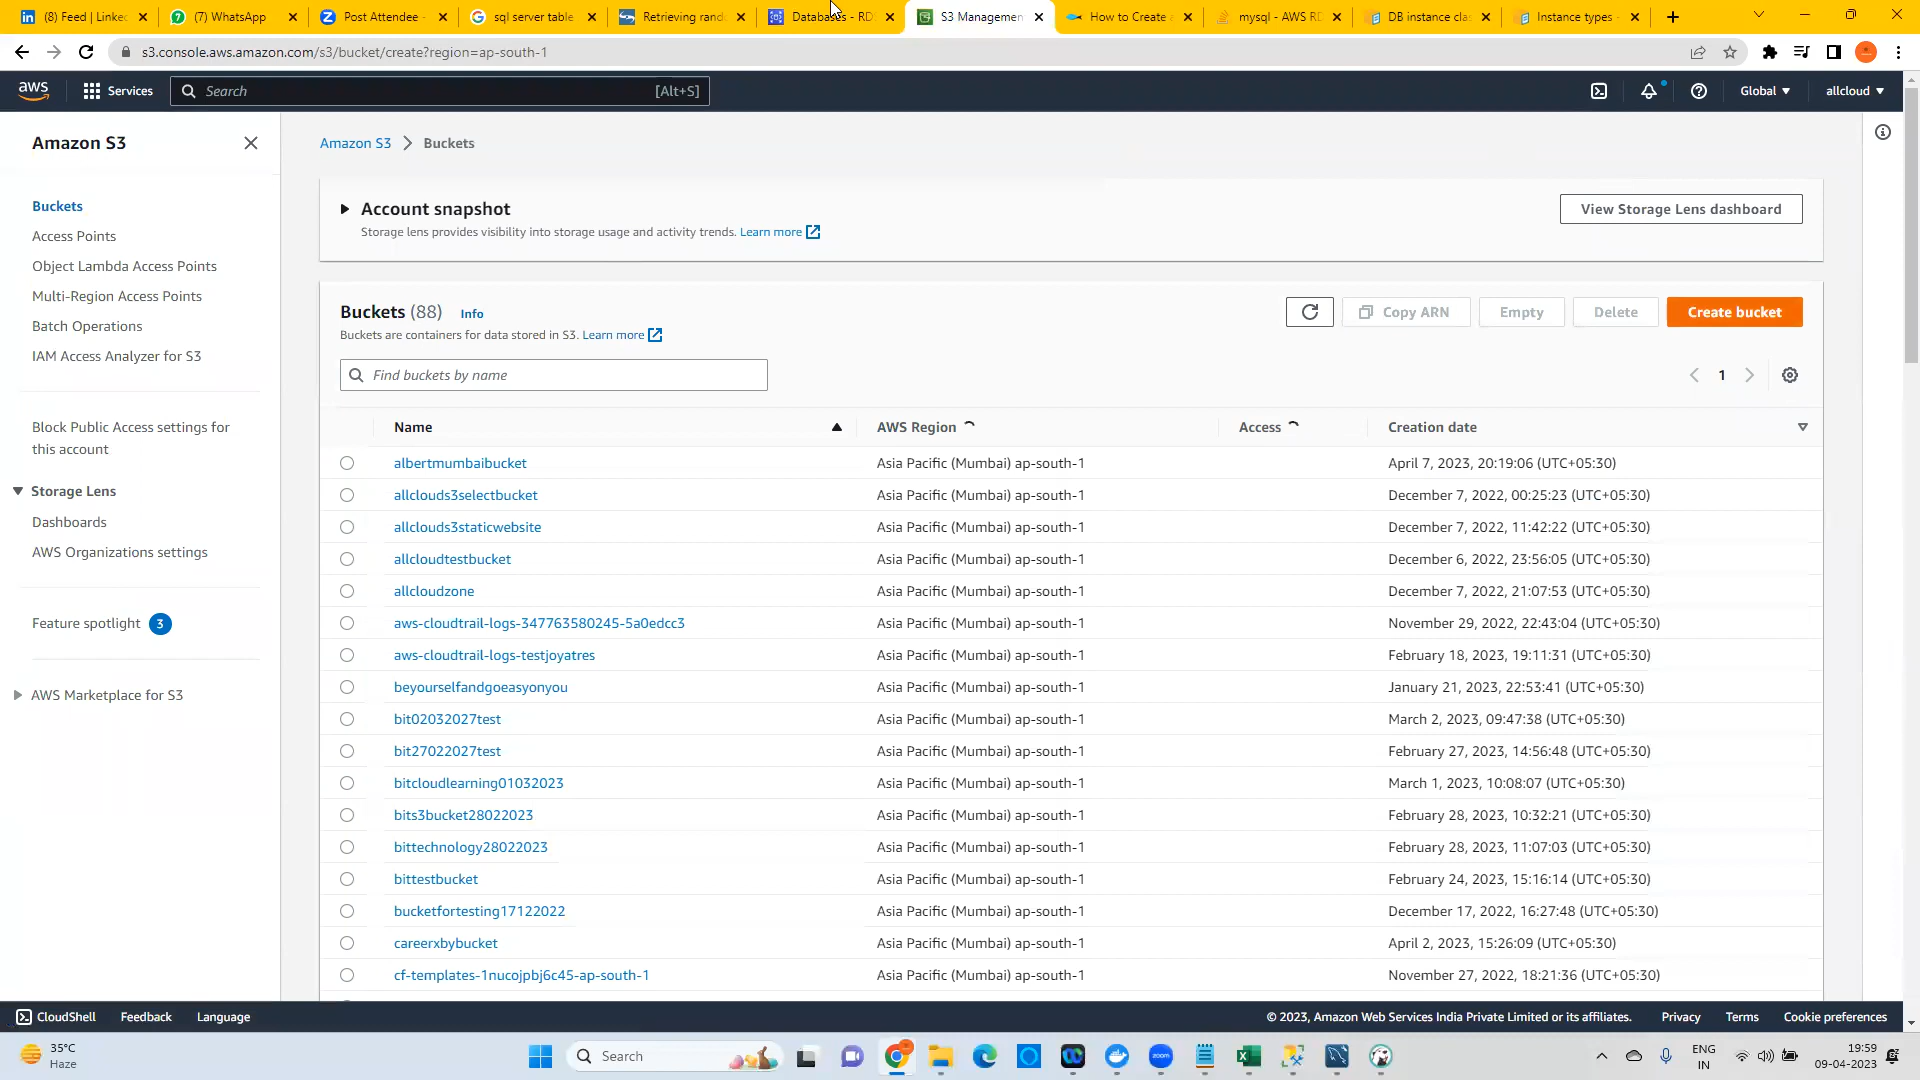 (8) Feed | Linke
(7) WhatsApp
Post Attendee -
sql server table
Retrieving rand
Databases - RDS
S3 Managemen
How to Create a
mysql - AWS RD
DB instance clas
Instance types -
s3.console.aws.amazon.com/s3/bucket/create?region=ap-south-1
aws
Services
Search
[Alt+S]
Global
allcloud
Amazon S3
Buckets
Access Points
Object Lambda Access Points
Multi-Region Access Points
Batch Operations
IAM Access Analyzer for S3
Block Public Access settings for
this account
Storage Lens
Dashboards
AWS Organizations settings
Feature spotlight 3
AWS Marketplace for S3
Amazon S3 > Buckets
Account snapshot
Storage lens provides visibility into storage usage and activity trends. Learn more
View Storage Lens dashboard
Buckets (88) Info
Buckets are containers for data stored in S3. Learn more
Copy ARN
Empty
Delete
Create bucket
Find buckets by name
1
Name AWS Region Access Creation date
albertmumbaibucket Asia Pacific (Mumbai) ap-south-1 April 7, 2023, 20:19:06 (UTC+05:30)
allclouds3selectbucket Asia Pacific (Mumbai) ap-south-1 December 7, 2022, 00:25:23 (UTC+05:30)
allclouds3staticwebsite Asia Pacific (Mumbai) ap-south-1 December 7, 2022, 11:42:22 (UTC+05:30)
allcloudtestbucket Asia Pacific (Mumbai) ap-south-1 December 6, 2022, 23:56:05 (UTC+05:30)
allcloudzone Asia Pacific (Mumbai) ap-south-1 December 7, 2022, 21:07:53 (UTC+05:30)
aws-cloudtrail-logs-347763580245-5a0edcc3 Asia Pacific (Mumbai) ap-south-1 November 29, 2022, 22:43:04 (UTC+05:30)
aws-cloudtrail-logs-testjoyatres Asia Pacific (Mumbai) ap-south-1 February 18, 2023, 19:11:31 (UTC+05:30)
beyourselfandgoeasyonyou Asia Pacific (Mumbai) ap-south-1 January 21, 2023, 22:53:41 (UTC+05:30)
bit02032027test Asia Pacific (Mumbai) ap-south-1 March 2, 2023, 09:47:38 (UTC+05:30)
bit27022027test Asia Pacific (Mumbai) ap-south-1 February 27, 2023, 14:56:48 (UTC+05:30)
bitcloudlearning01032023 Asia Pacific (Mumbai) ap-south-1 March 1, 2023, 10:08:07 (UTC+05:30)
bits3bucket28022023 Asia Pacific (Mumbai) ap-south-1 February 28, 2023, 10:32:21 (UTC+05:30)
bittechnology28022023 Asia Pacific (Mumbai) ap-south-1 February 28, 2023, 11:07:03 (UTC+05:30)
bittestbucket Asia Pacific (Mumbai) ap-south-1 February 24, 2023, 15:16:14 (UTC+05:30)
bucketfortesting17122022 Asia Pacific (Mumbai) ap-south-1 December 17, 2022, 16:27:48 (UTC+05:30)
careerxbybucket Asia Pacific (Mumbai) ap-south-1 April 2, 2023, 15:26:09 (UTC+05:30)
cf-templates-1nucojpbj6c45-ap-south-1 Asia Pacific (Mumbai) ap-south-1 November 27, 2022, 18:21:36 (UTC+05:30)
CloudShell
Feedback
Language
© 2023, Amazon Web Services India Private Limited or its affiliates.
Privacy
Terms
Cookie preferences
35°C
Haze
Search
zoom
ENG
IN
19:59
09-04-2023